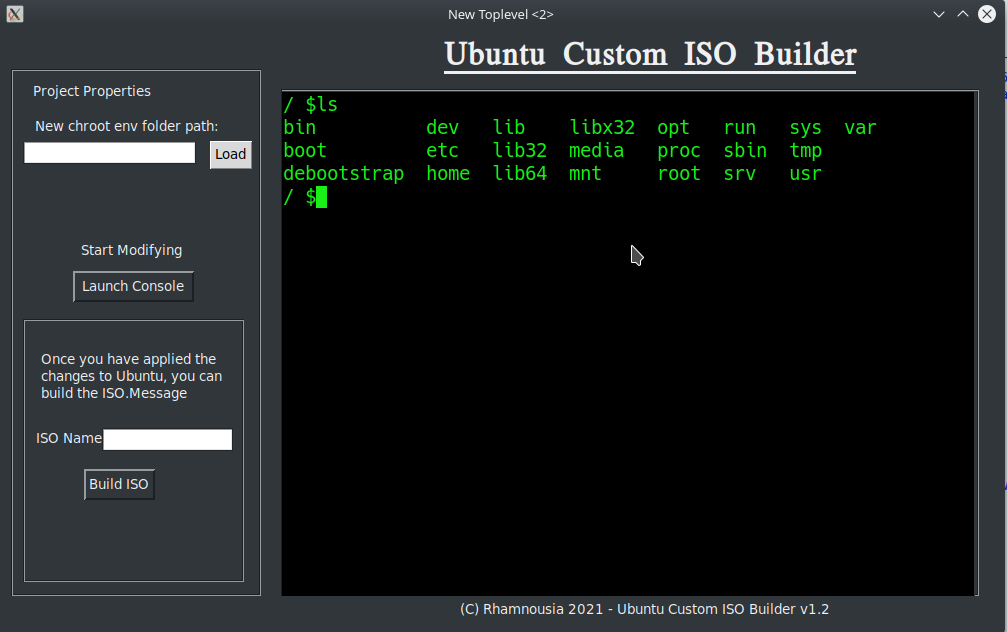 New Toplevel <2>
Ubuntu Custom ISO Builder
Project Properties
New chroot env folder path:
Load
Start Modifying
Launch Console
Once you have applied the
changes to Ubuntu, you can
build the ISO.Message
ISO Name
Build ISO
/ $ls
bin dev lib libx32 opt run sys var
boot etc lib32 media proc sbin tmp
debootstrap home lib64 mnt root srv usr
/ $
(C) Rhamnousia 2021 - Ubuntu Custom ISO Builder v1.2